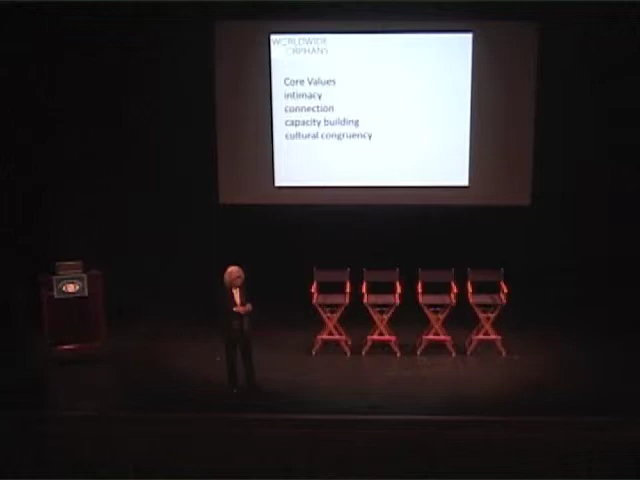 WORLDWIDE
ORPHANS
Core Values
intimacy
connection
capacity building
cultural congruency